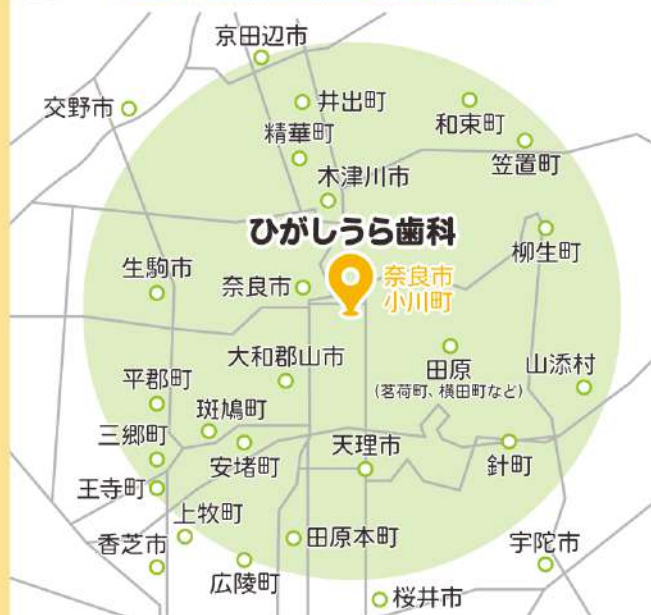 京田辺市
交野市
井出町
和束町
精華町
笠置町
木津川市
ひがしうら歯科
柳生町
生駒市
奈良市
奈良市
小川町
大和郡山市
田原
(茗荷町、横田町など)
山添村
平郡町
斑鳩町
三郷町
安堵町
天理市
針町
王寺町
上牧町
香芝市
田原本町
宇陀市
広陵町
桜井市